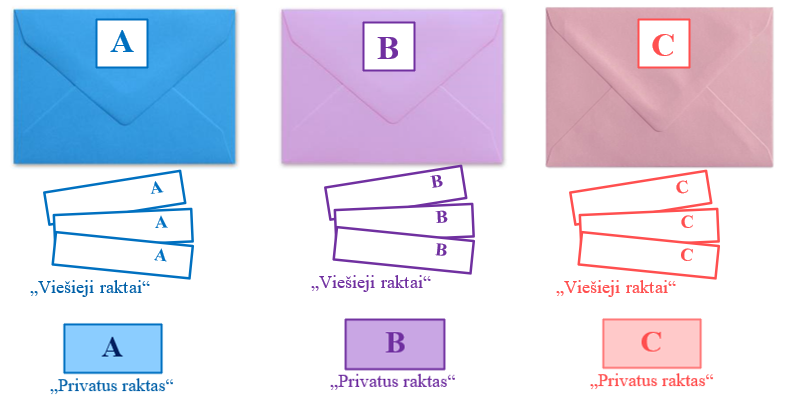 A B C
A B C
A B C
A B C
„Viešieji raktai“ „Viešieji raktai“ „Viešieji raktai“
A B C
„Privatus raktas“ „Privatus raktas“ „Privatus raktas“